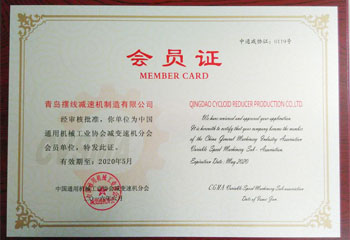 中通减协证：0159号
会员证
MEMBER CARD
青岛摆线减速机制造有限公司
经审核批准，你单位为中国
通用机械工业协会减变速机分会
会员单位，特发此证。
有效期至：2020年5月
中国通用机械工业协会减变速机分会
QINGDAO CYCLOID REDUCER PRODUCTION CO.,LTD
We have reviewed and approved your application.
It is herewith to notify that your company become the member
of the China General Machinery Industry Association
Variable Speed Machinery Sub - Association
Expiration Date : May.2020
C.G.M.A Variable Speed Machinery Sub-association
Date of Issue: